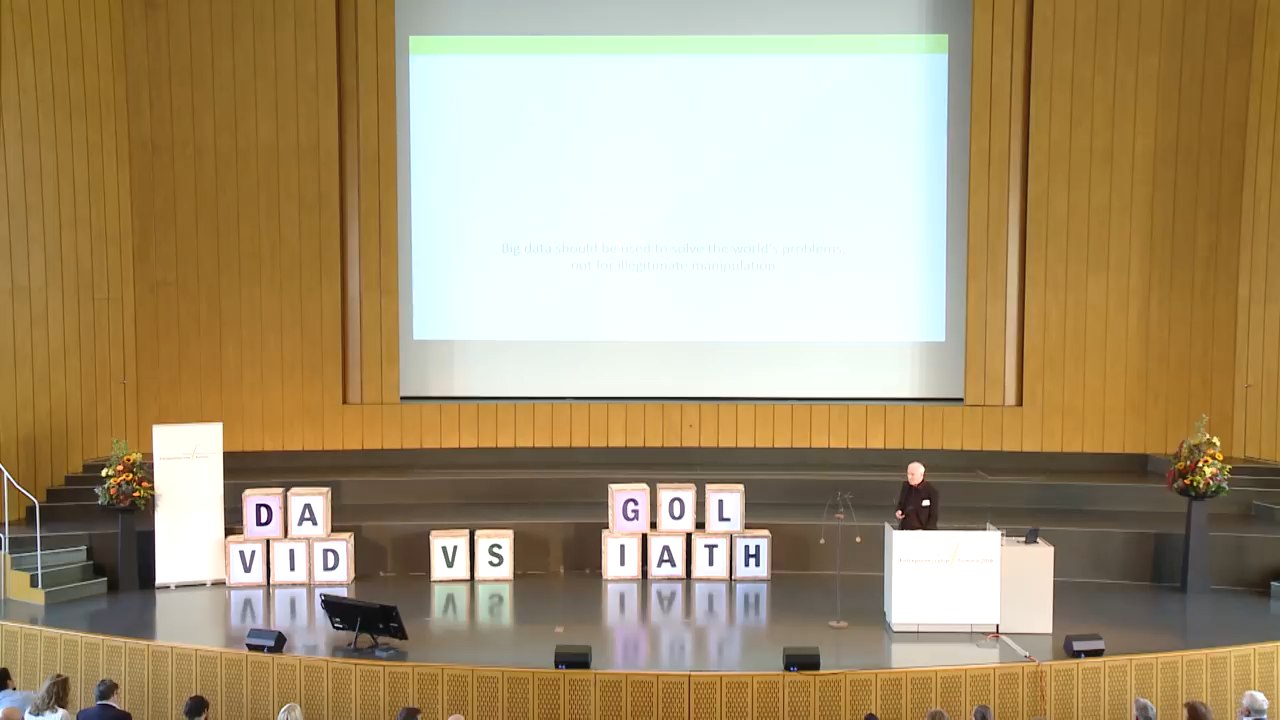 Big data should be used to solve the world's problems,
not for illegitimate manipulation
DA
VID
VS
GOL
IATH